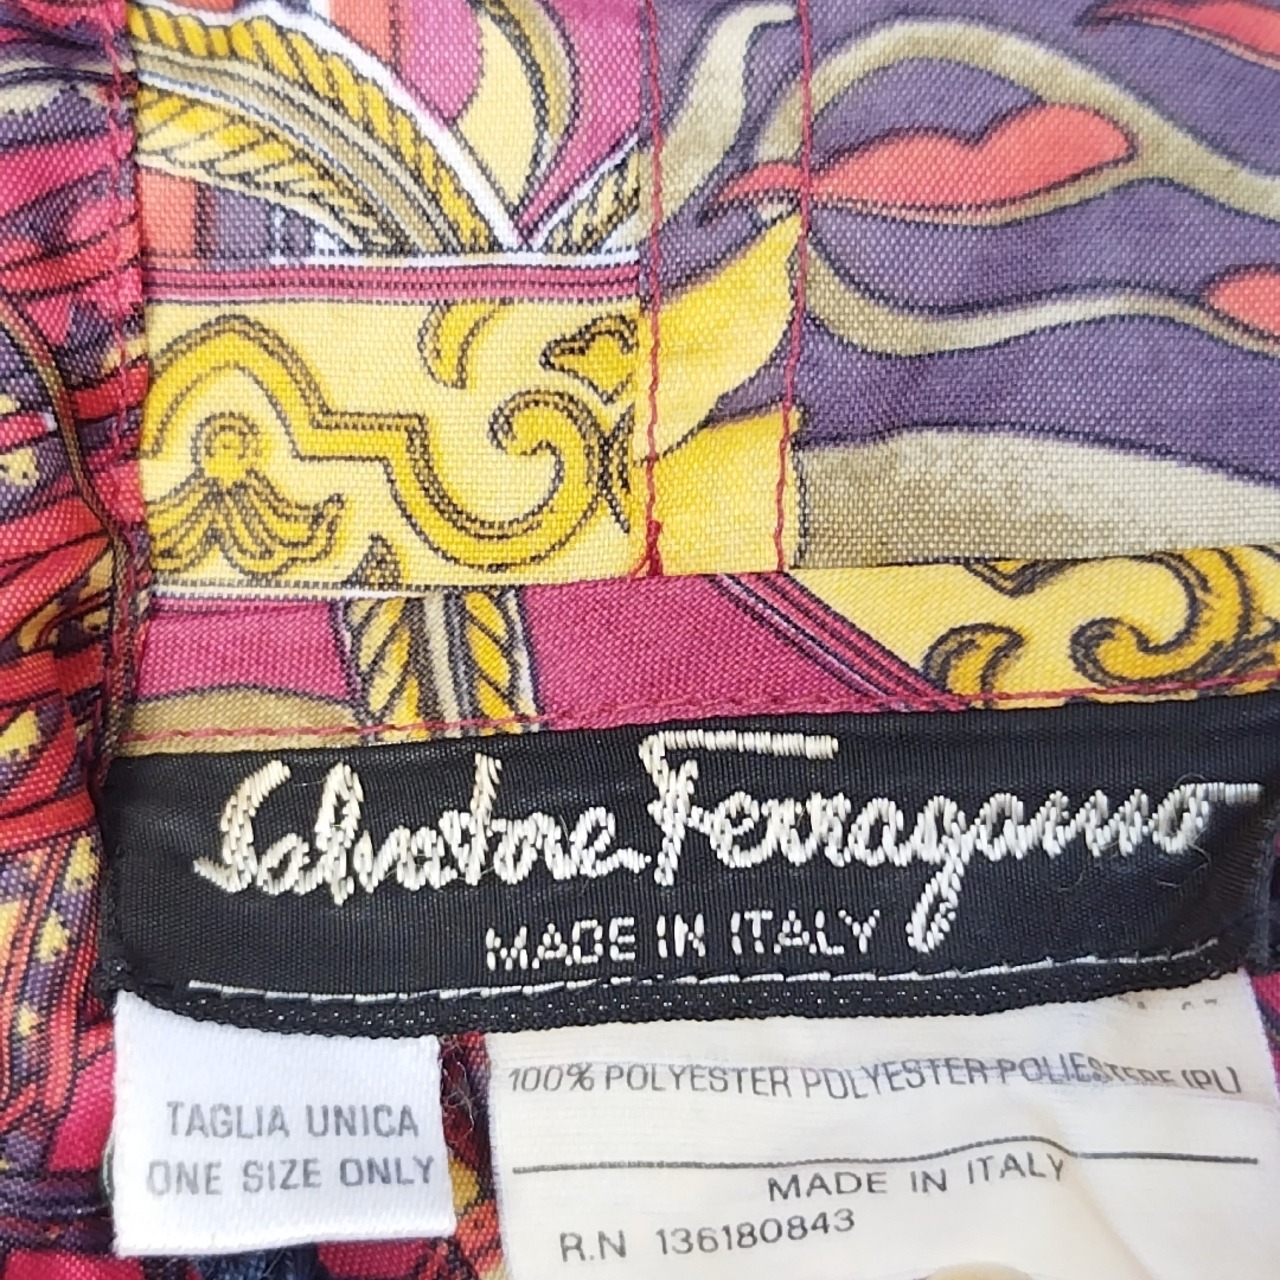 Salvatore Ferragamo
MADE IN ITALY
TAGLIA UNICA
ONE SIZE ONLY
100% POLYESTER POLYESTER POLIESTERE (PL)
MADE IN ITALY
R.N 136180843